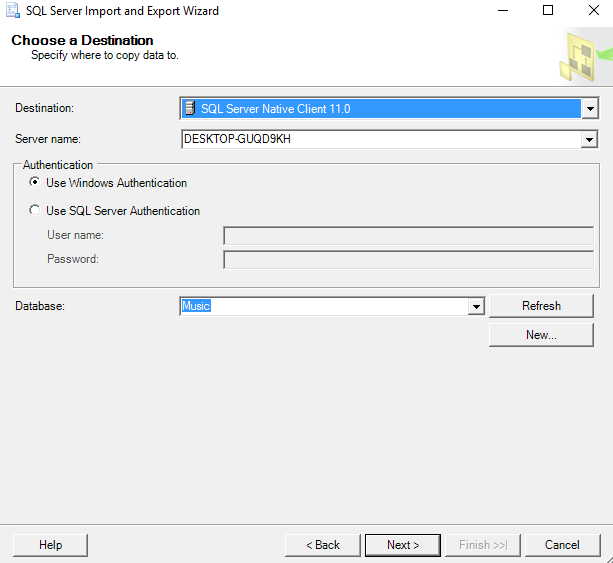 SQL Server Import and Export Wizard
Choose a Destination
Specify where to copy data to.
Destination: SQL Server Native Client 11.0
Server name: DESKTOP-GUQD9KH
Authentication
Use Windows Authentication
Use SQL Server Authentication
User name:
Password:
Database: Music Refresh
New...
Help < Back Next > Finish >>| Cancel